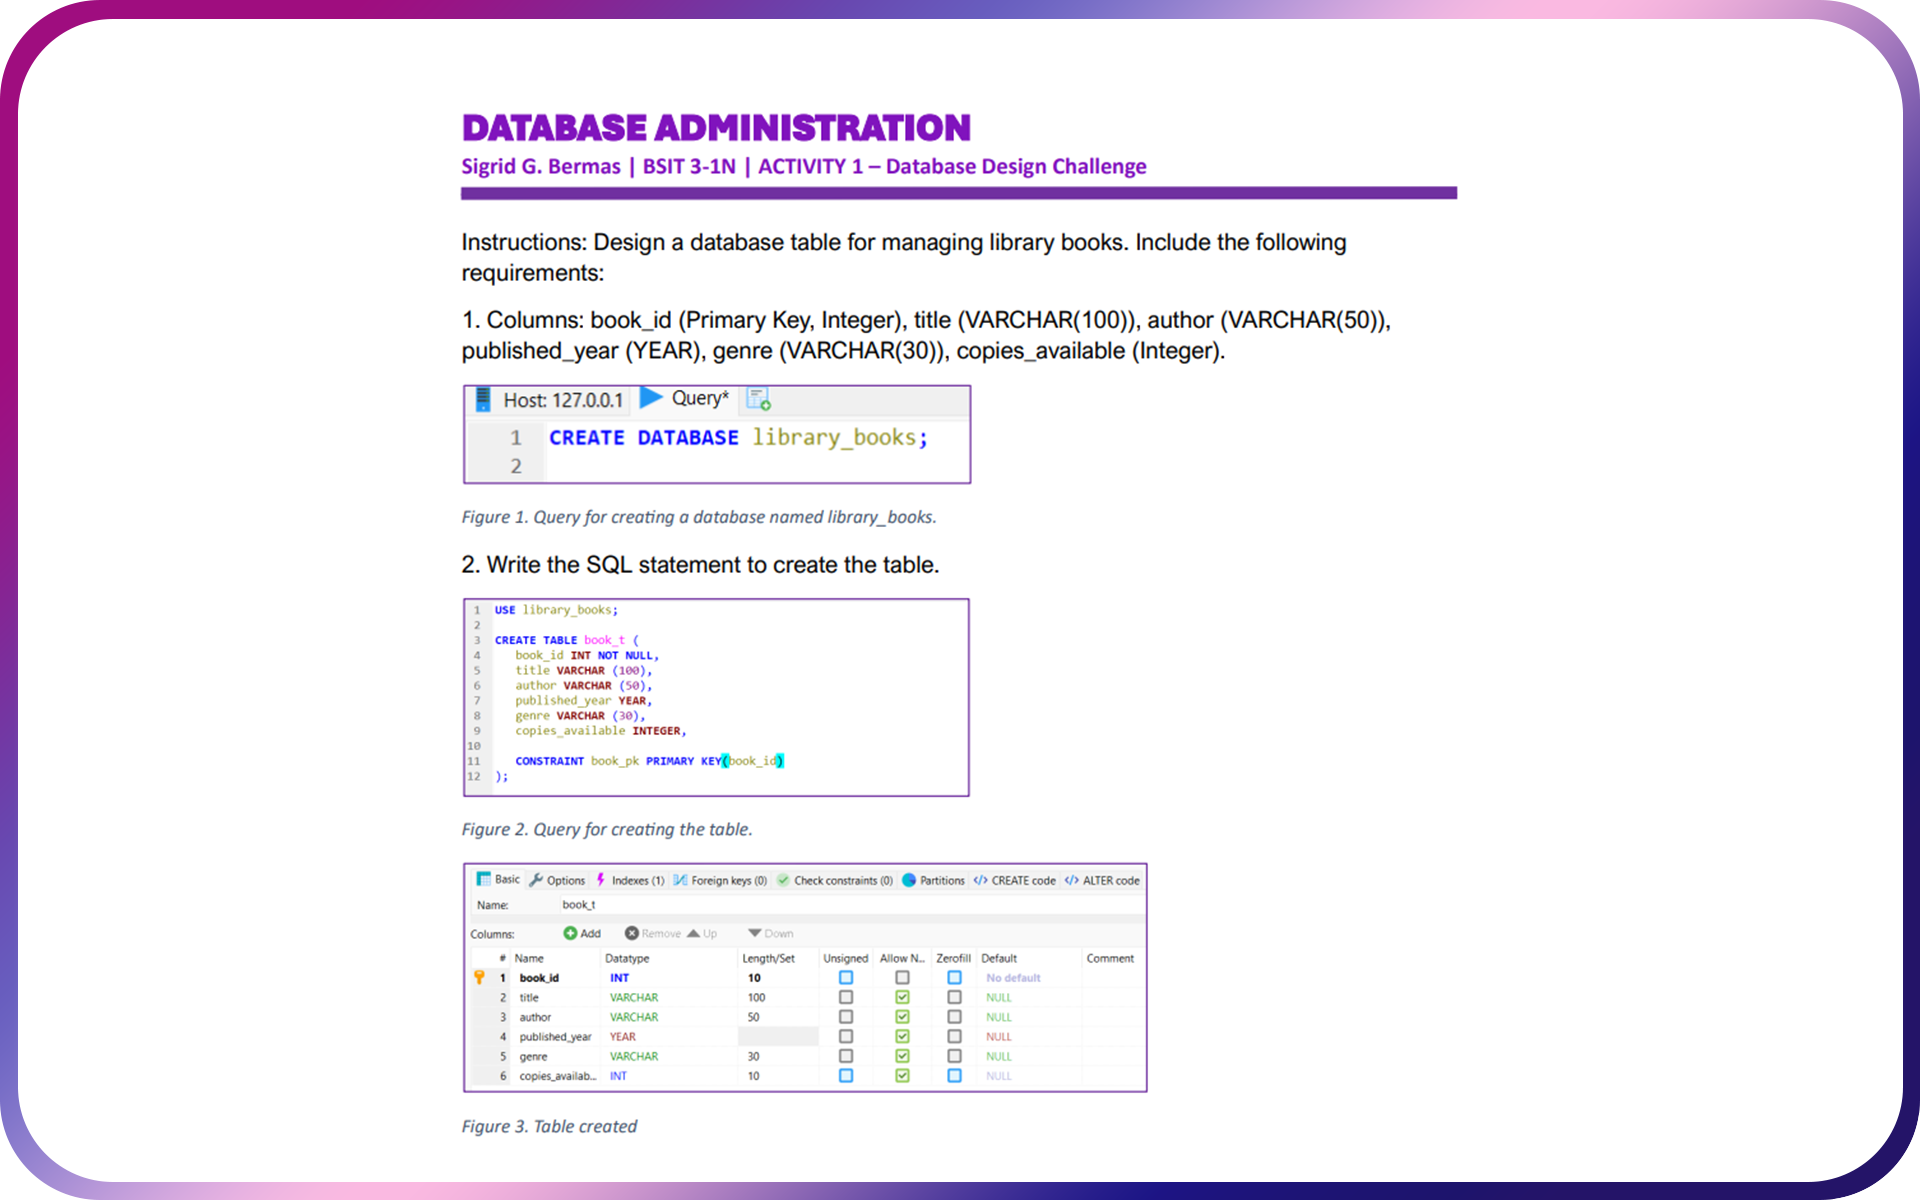 DATABASE ADMINISTRATION
Sigrid G. Bermas | BSIT 3-1N | ACTIVITY 1 – Database Design Challenge
Instructions: Design a database table for managing library books. Include the following
requirements:
1. Columns: book_id (Primary Key, Integer), title (VARCHAR(100)), author (VARCHAR(50)),
published_year (YEAR), genre (VARCHAR(30)), copies_available (Integer).
Host: 127.0.0.1 Query*
1 CREATE DATABASE library_books;
2
Figure 1. Query for creating a database named library_books.
2. Write the SQL statement to create the table.
1 USE library_books;
2
3 CREATE TABLE book_t (
4 book_id INT NOT NULL,
5 title VARCHAR (100),
6 author VARCHAR (50),
7 published_year YEAR,
8 genre VARCHAR (30),
9 copies_available INTEGER,
10
11 CONSTRAINT book_pk PRIMARY KEY(book_id)
12 );
Figure 2. Query for creating the table.
Basic Options Indexes (1) Foreign keys (0) Check constraints (0) Partitions </> CREATE code </> ALTER code
Name: book_t
Columns: Add Remove Up Down
# Name Datatype Length/Set Unsigned Allow N... Zerofill Default Comment
1 book_id INT 10 No default
2 title VARCHAR 100 NULL
3 author VARCHAR 50 NULL
4 published_year YEAR NULL
5 genre VARCHAR 30 NULL
6 copies_availab... INT 10 NULL
Figure 3. Table created